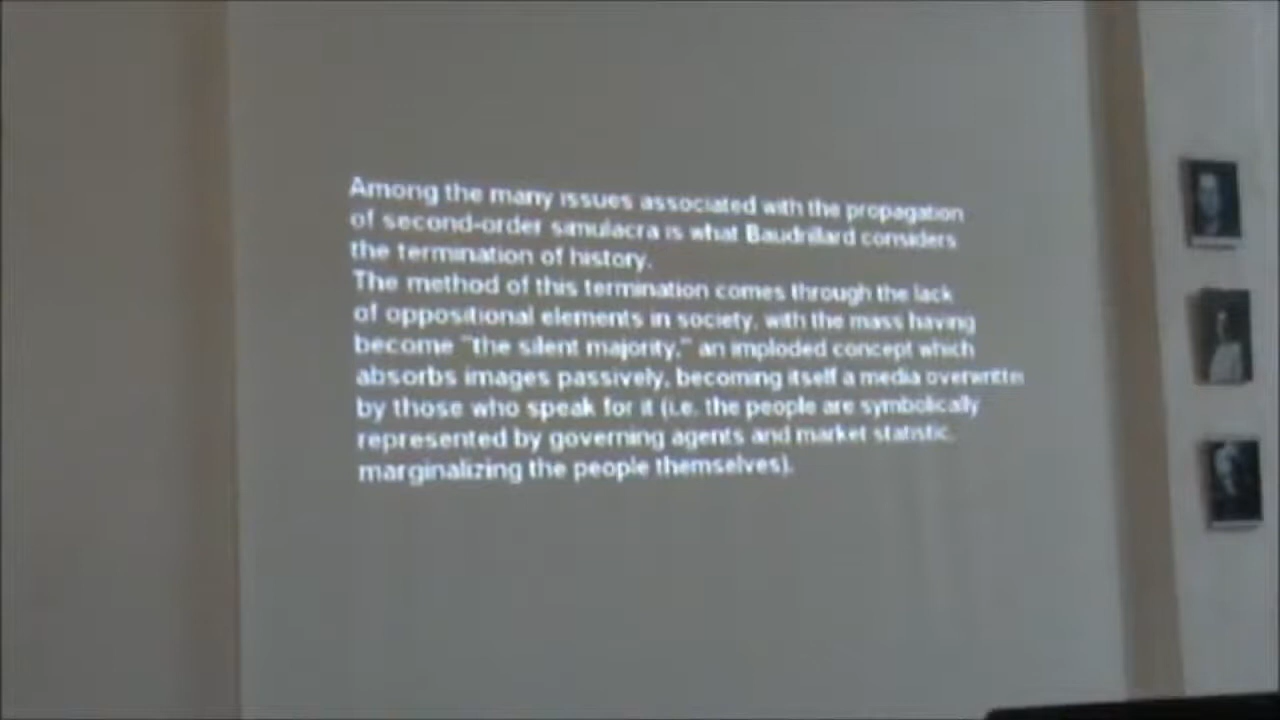 Among the many issues associated with the propagation
of second-order simulacra is what Baudrillard considers
the termination of history.
The method of this termination comes through the lack
of oppositional elements in society, with the mass having
become "the silent majority," an imploded concept which
absorbs images passively, becoming itself a media overwritten
by those who speak for it (i.e. the people are symbolically
represented by governing agents and market statistic,
marginalizing the people themselves).